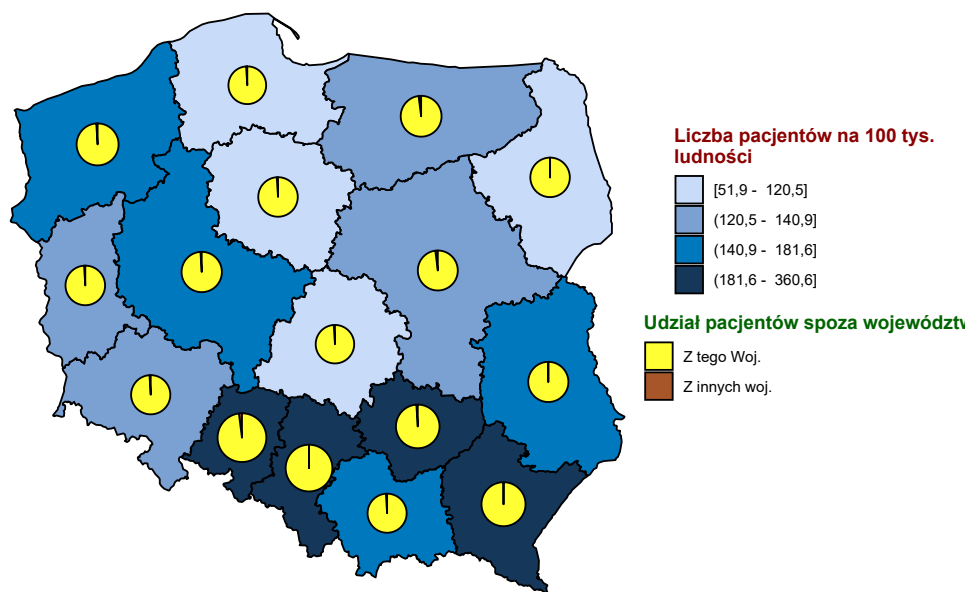 Liczba pacjentów na 100 tys.
ludności
[51,9 - 120,5]
(120,5 - 140,9]
(140,9 - 181,6]
(181,6 - 360,6]
Udział pacjentów spoza województw
Z tego Woj.
Z innych woj.